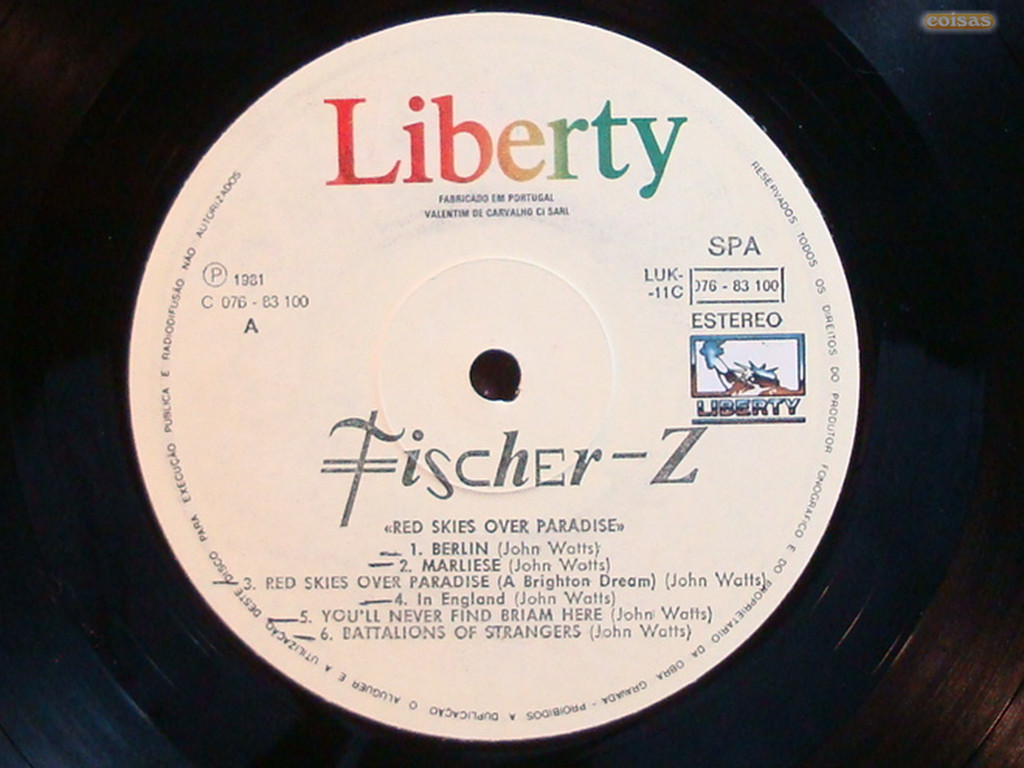 coisas
Liberty
FABRICADO EM PORTUGAL
VALENTIM DE CARVALHO CI SARL
Ⓟ 1981
C 076 - 83 100
A
SPA
LUK-
-11C
076 - 83 100
ESTEREO
LIBERTY
Fischer-Z
«RED SKIES OVER PARADISE»
1. BERLIN (John Watts)
2. MARLIESE (John Watts)
3. RED SKIES OVER PARADISE (A Brighton Dream) (John Watts)
4. In England (John Watts)
5. YOU'LL NEVER FIND BRIAM HERE (John Watts)
6. BATTALIONS OF STRANGERS (John Watts)
RESERVADOS TODOS OS DIREITOS DO PRODUTOR FONOGRAFICO E DO PROPRIETARIO DA OBRA GRAVADA - PROIBIDOS A DUPLICAÇAO O ALUGUER E A UTILIZAÇAO DESTE DISCO PARA EXECUÇÃO PUBLICA E RADIODIFUSÃO NÃO AUTORIZADOS